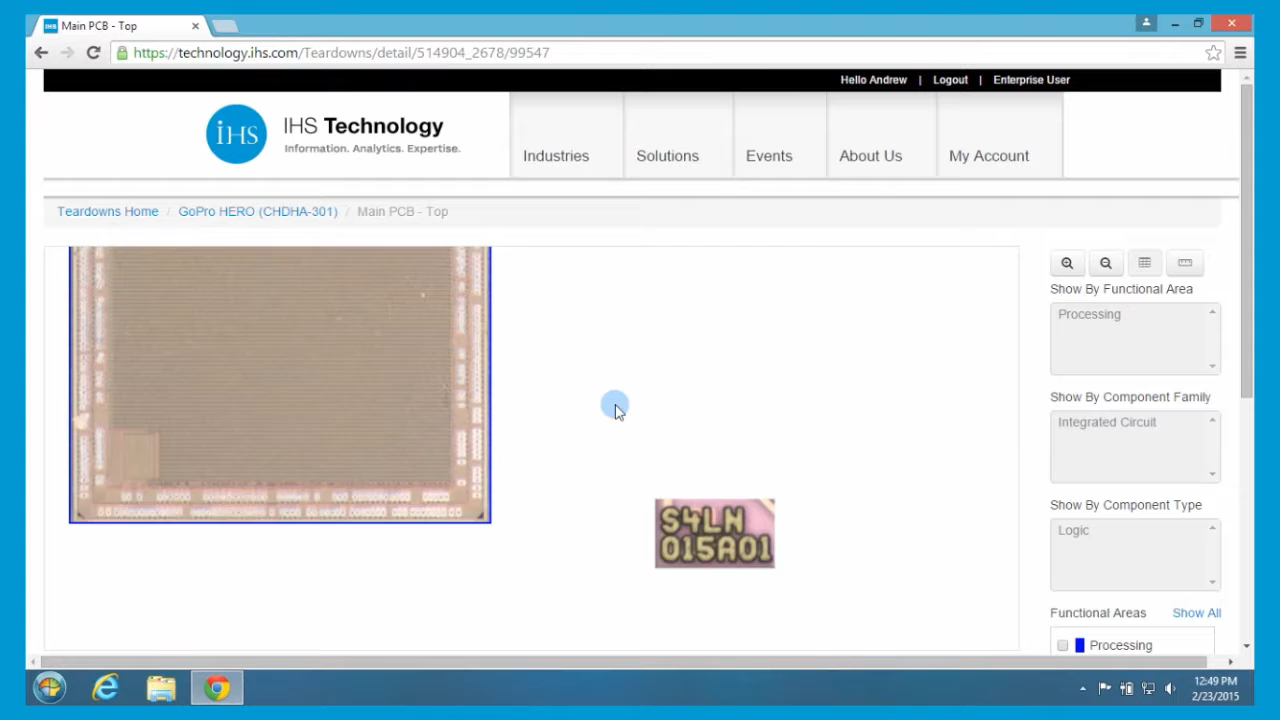 Main PCB - Top
https://technology.ihs.com/Teardowns/detail/514904_2678/99547
Hello Andrew | Logout | Enterprise User
IHS
IHS Technology
Information. Analytics. Expertise.
Industries
Solutions
Events
About Us
My Account
Teardowns Home / GoPro HERO (CHDHA-301) / Main PCB - Top
Show By Functional Area
Processing
Show By Component Family
Integrated Circuit
Show By Component Type
Logic
Functional Areas Show All
Processing
S4LN
015A01
12:49 PM
2/23/2015